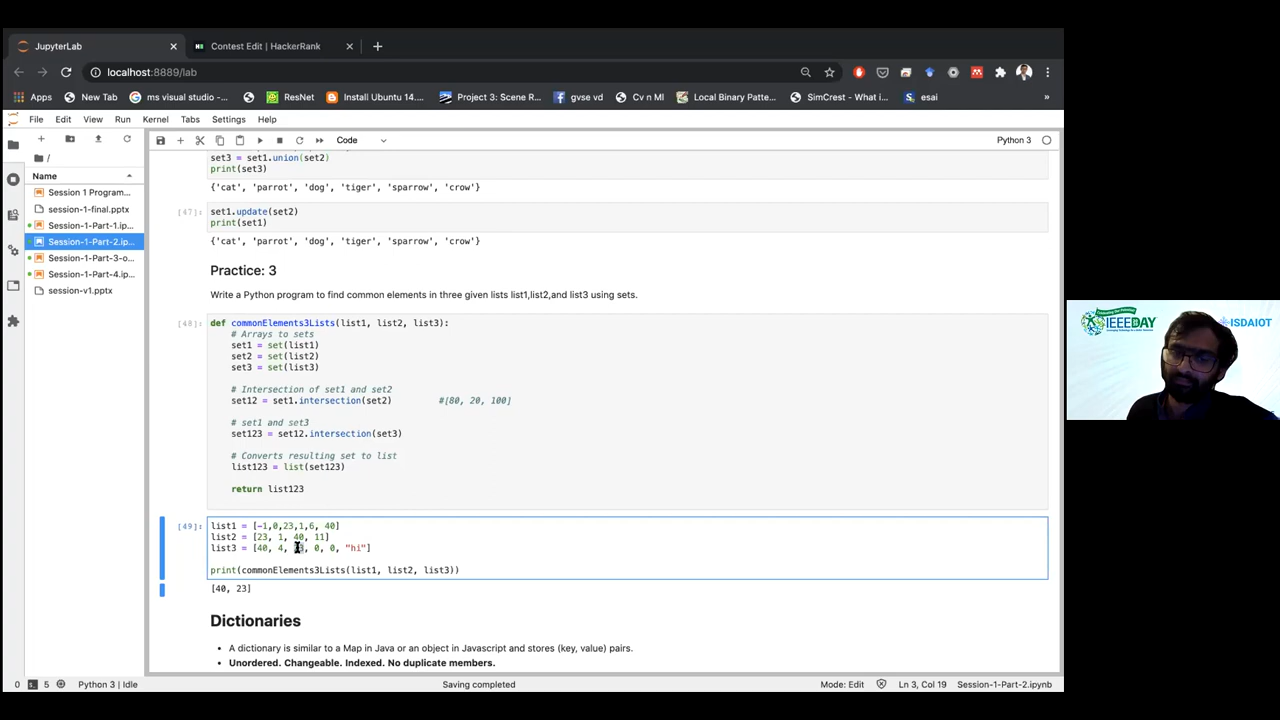 JupyterLab
Contest Edit | HackerRank
localhost:8889/lab
Apps
New Tab
ms visual studio -...
ResNet
Install Ubuntu 14....
Project 3: Scene R...
gvse vd
Cv n Ml
Local Binary Patte...
SimCrest - What i...
esai
»
File Edit View Run Kernel Tabs Settings Help
Code
Python 3
/
Name
Session 1 Program...
session-1-final.pptx
Session-1-Part-1.ip...
Session-1-Part-2.ip...
Session-1-Part-3-o...
Session-1-Part-4.ip...
session-v1.pptx
set3 = set1.union(set2)
print(set3)
{'cat', 'parrot', 'dog', 'tiger', 'sparrow', 'crow'}
[47]:
set1.update(set2)
print(set1)
{'cat', 'parrot', 'dog', 'tiger', 'sparrow', 'crow'}
Practice: 3
Write a Python program to find common elements in three given lists list1,list2,and list3 using sets.
[48]:
def commonElements3Lists(list1, list2, list3):
# Arrays to sets
set1 = set(list1)
set2 = set(list2)
set3 = set(list3)
# Intersection of set1 and set2
set12 = set1.intersection(set2) #[80, 20, 100]
# set1 and set3
set123 = set12.intersection(set3)
# Converts resulting set to list
list123 = list(set123)
return list123
[49]:
list1 = [-1,0,23,1,6, 40]
list2 = [23, 1, 40, 11]
list3 = [40, 4, , 0, 0, "hi"]
print(commonElements3Lists(list1, list2, list3))
[40, 23]
Dictionaries
• A dictionary is similar to a Map in Java or an object in Javascript and stores (key, value) pairs.
• Unordered. Changeable. Indexed. No duplicate members.
0 5 Python 3 | Idle
Saving completed
Mode: Edit
Ln 3, Col 19
Session-1-Part-2.ipynb
IEEEDAY
ISDAIOT